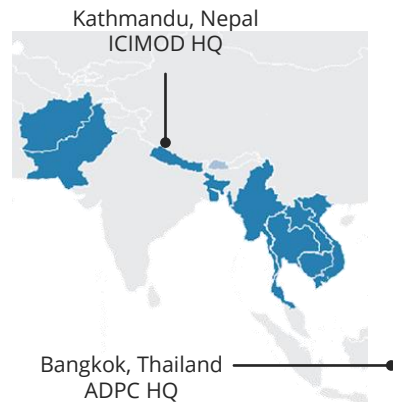 Kathmandu, Nepal
ICIMOD HQ
Bangkok, Thailand
ADPC HQ